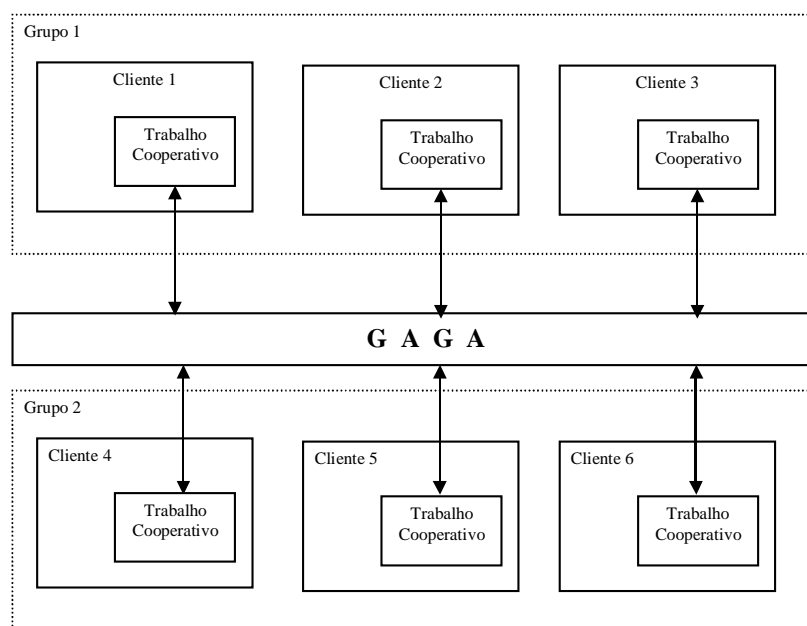 Grupo 1
Cliente 1
Trabalho
Cooperativo
Cliente 2
Trabalho
Cooperativo
Cliente 3
Trabalho
Cooperativo
G A G A
Grupo 2
Cliente 4
Trabalho
Cooperativo
Cliente 5
Trabalho
Cooperativo
Cliente 6
Trabalho
Cooperativo